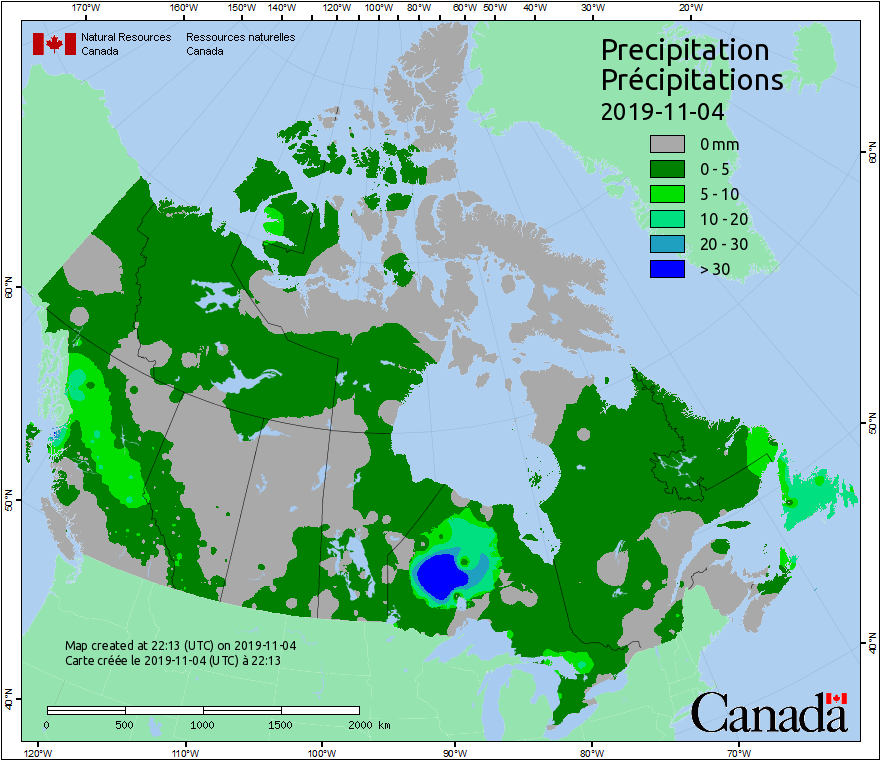 170°W 160°W 150°W 140°W 130°W 120°W 110°W 100°W 90°W 80°W 70°W 60°W 50°W 40°W 30°W 20°W
Natural Resources Ressources naturelles
Canada Canada
Precipitation
Précipitations
2019-11-04
0 mm
0 - 5
5 - 10
10 - 20
20 - 30
> 30
60°N
60°N
50°N
50°N
40°N
40°N
Map created at 22:13 (UTC) on 2019-11-04
Carte créée le 2019-11-04 (UTC) à 22:13
0 500 1000 1500 2000 km
Canada
120°W 110°W 100°W 90°W 80°W 70°W